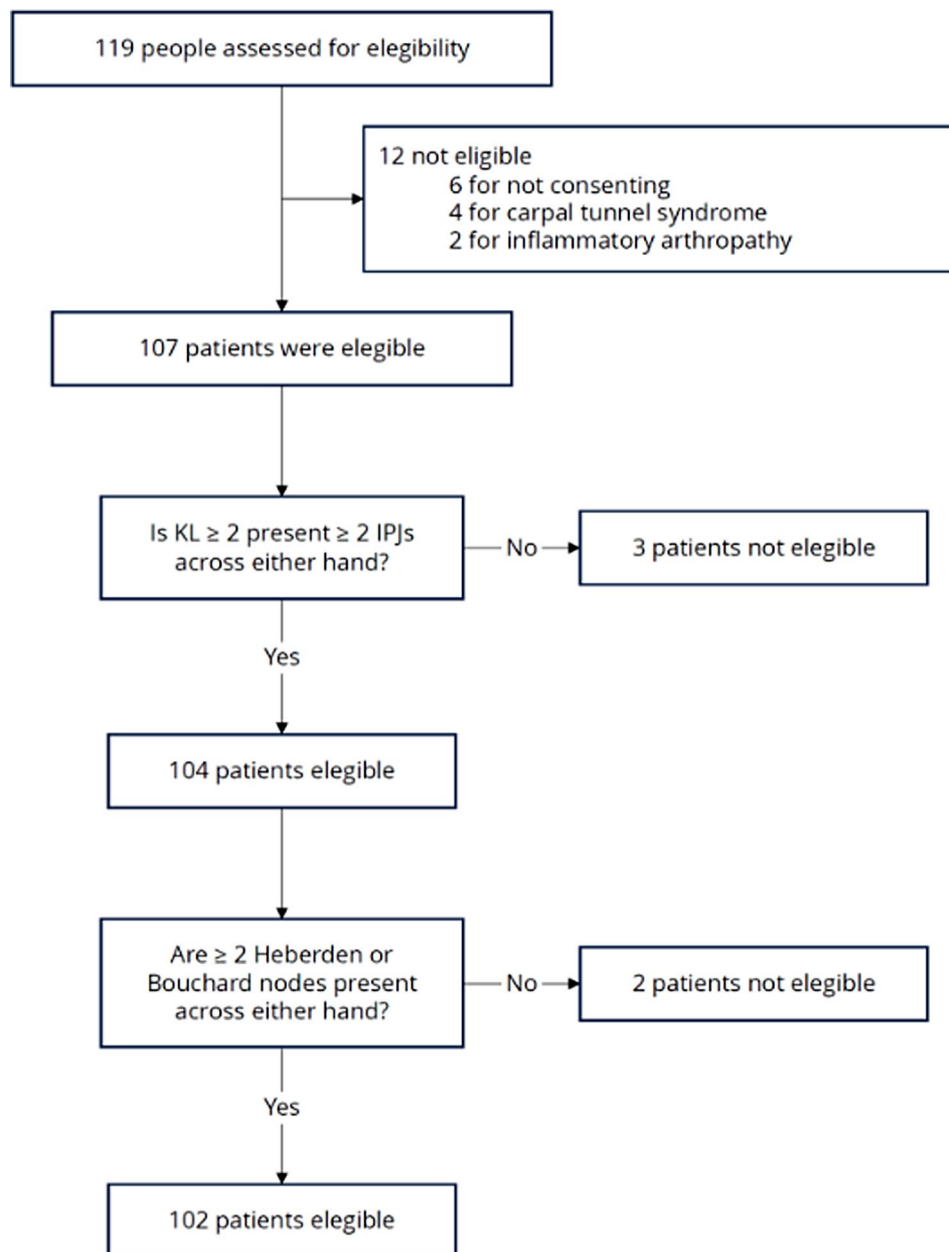 119 people assessed for elegibility
12 not eligible
6 for not consenting
4 for carpal tunnel syndrome
2 for inflammatory arthropathy
107 patients were elegible
Is KL ≥ 2 present ≥ 2 IPJs
across either hand?
No
3 patients not elegible
Yes
104 patients elegible
Are ≥ 2 Heberden or
Bouchard nodes present
across either hand?
No
2 patients not elegible
Yes
102 patients elegible